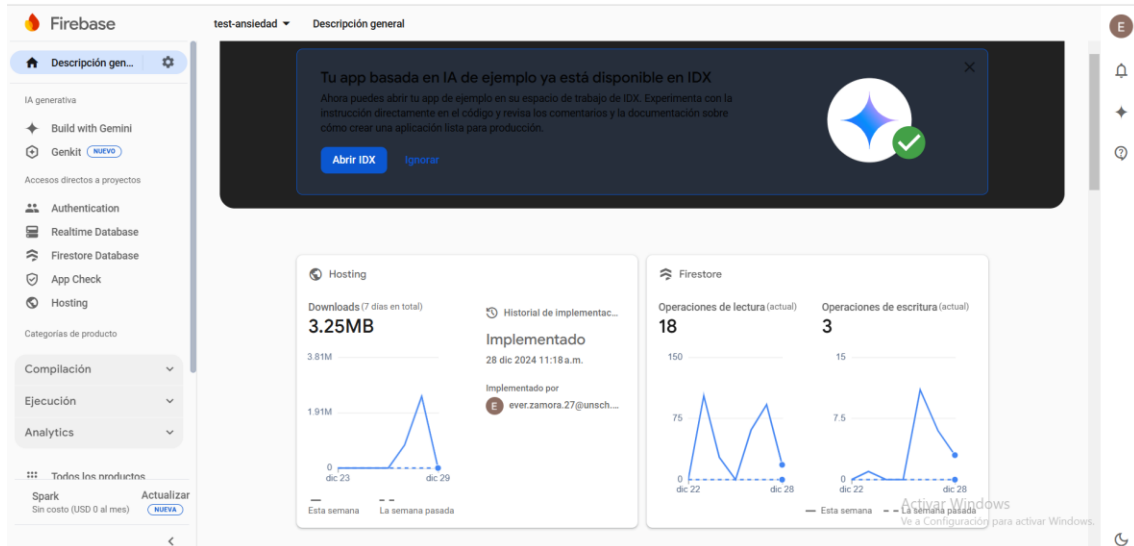 Firebase
test-ansiedad
Descripción general
E
Descripción gen...
IA generativa
Build with Gemini
Genkit NUEVO
Accesos directos a proyectos
Authentication
Realtime Database
Firestore Database
App Check
Hosting
Categorías de producto
Compilación
Ejecución
Analytics
Todos los productos
Spark
Sin costo (USD 0 al mes)
Actualizar
NUEVA
Tu app basada en IA de ejemplo ya está disponible en IDX
Ahora puedes abrir tu app de ejemplo en su espacio de trabajo de IDX. Experimenta con la
instrucción directamente en el código y revisa los comentarios y la documentación sobre
cómo crear una aplicación lista para producción.
Abrir IDX Ignorar
Hosting
Downloads (7 días en total)
3.25MB
3.81M
1.91M
0
dic 23 dic 29
Esta semana La semana pasada
Historial de implementac...
Implementado
28 dic 2024 11:18 a.m.
Implementado por
E ever.zamora.27@unsch....
Firestore
Operaciones de lectura (actual)
18
150
75
0
dic 22 dic 28
Operaciones de escritura (actual)
3
15
7.5
0
dic 22 dic 28
Esta semana La semana pasada
Activar Windows
Ve a Configuración para activar Windows.